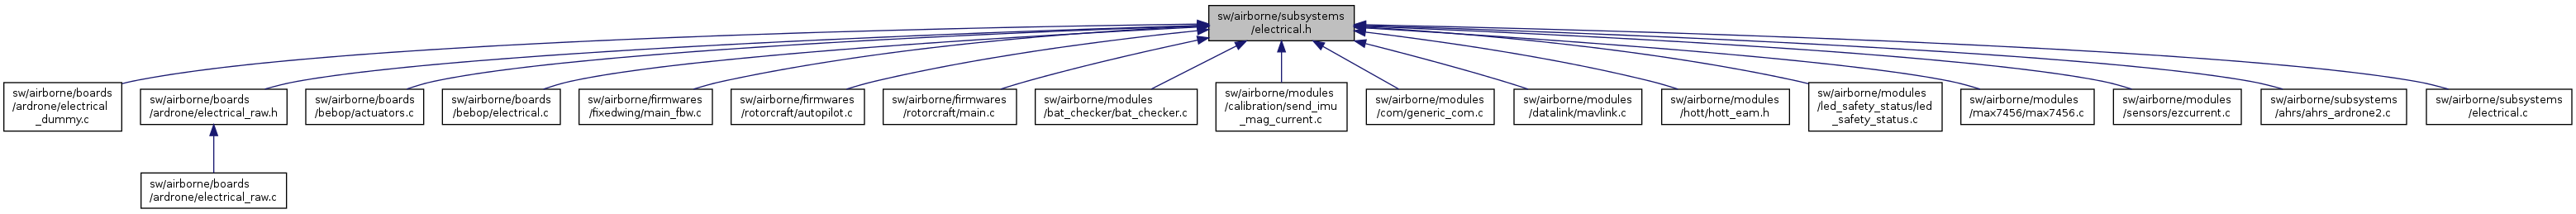 sw/airborne/subsystems
/electrical.h
sw/airborne/boards
/ardrone/electrical
_dummy.c
sw/airborne/boards
/ardrone/electrical_raw.h
sw/airborne/boards
/bebop/actuators.c
sw/airborne/boards
/bebop/electrical.c
sw/airborne/firmwares
/fixedwing/main_fbw.c
sw/airborne/firmwares
/rotorcraft/autopilot.c
sw/airborne/firmwares
/rotorcraft/main.c
sw/airborne/modules
/bat_checker/bat_checker.c
sw/airborne/modules
/calibration/send_imu
_mag_current.c
sw/airborne/modules
/com/generic_com.c
sw/airborne/modules
/datalink/mavlink.c
sw/airborne/modules
/hott/hott_eam.h
sw/airborne/modules
/led_safety_status/led
_safety_status.c
sw/airborne/modules
/max7456/max7456.c
sw/airborne/modules
/sensors/ezcurrent.c
sw/airborne/subsystems
/ahrs/ahrs_ardrone2.c
sw/airborne/subsystems
/electrical.c
sw/airborne/boards
/ardrone/electrical_raw.c